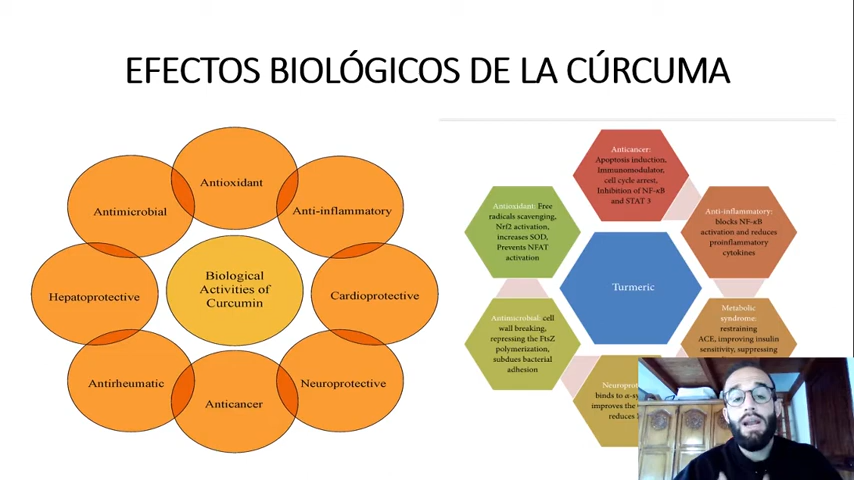 EFECTOS BIOLÓGICOS DE LA CÚRCUMA
Antioxidant
Anti-inflammatory
Cardioprotective
Neuroprotective
Anticancer
Antirheumatic
Hepatoprotective
Antimicrobial
Biological
Activities of
Curcumin
Anticancer:
Apoptosis induction,
Immunomodulator,
cell cycle arrest,
Inhibition of NF-κB
and STAT 3
Anti-inflammatory:
blocks NF-κB
activation and reduces
proinflammatory
cytokines
Metabolic
syndrome:
restraining
ACE, improving insulin
sensitivity, suppressing
binds to
improves the
reduces
Antimicrobial: cell
wall breaking,
repressing the FtsZ
polymerization,
subdues bacterial
adhesion
Antioxidant: Free
radicals scavenging,
Nrf2 activation,
increases SOD,
Prevents NFAT
activation
Turmeric